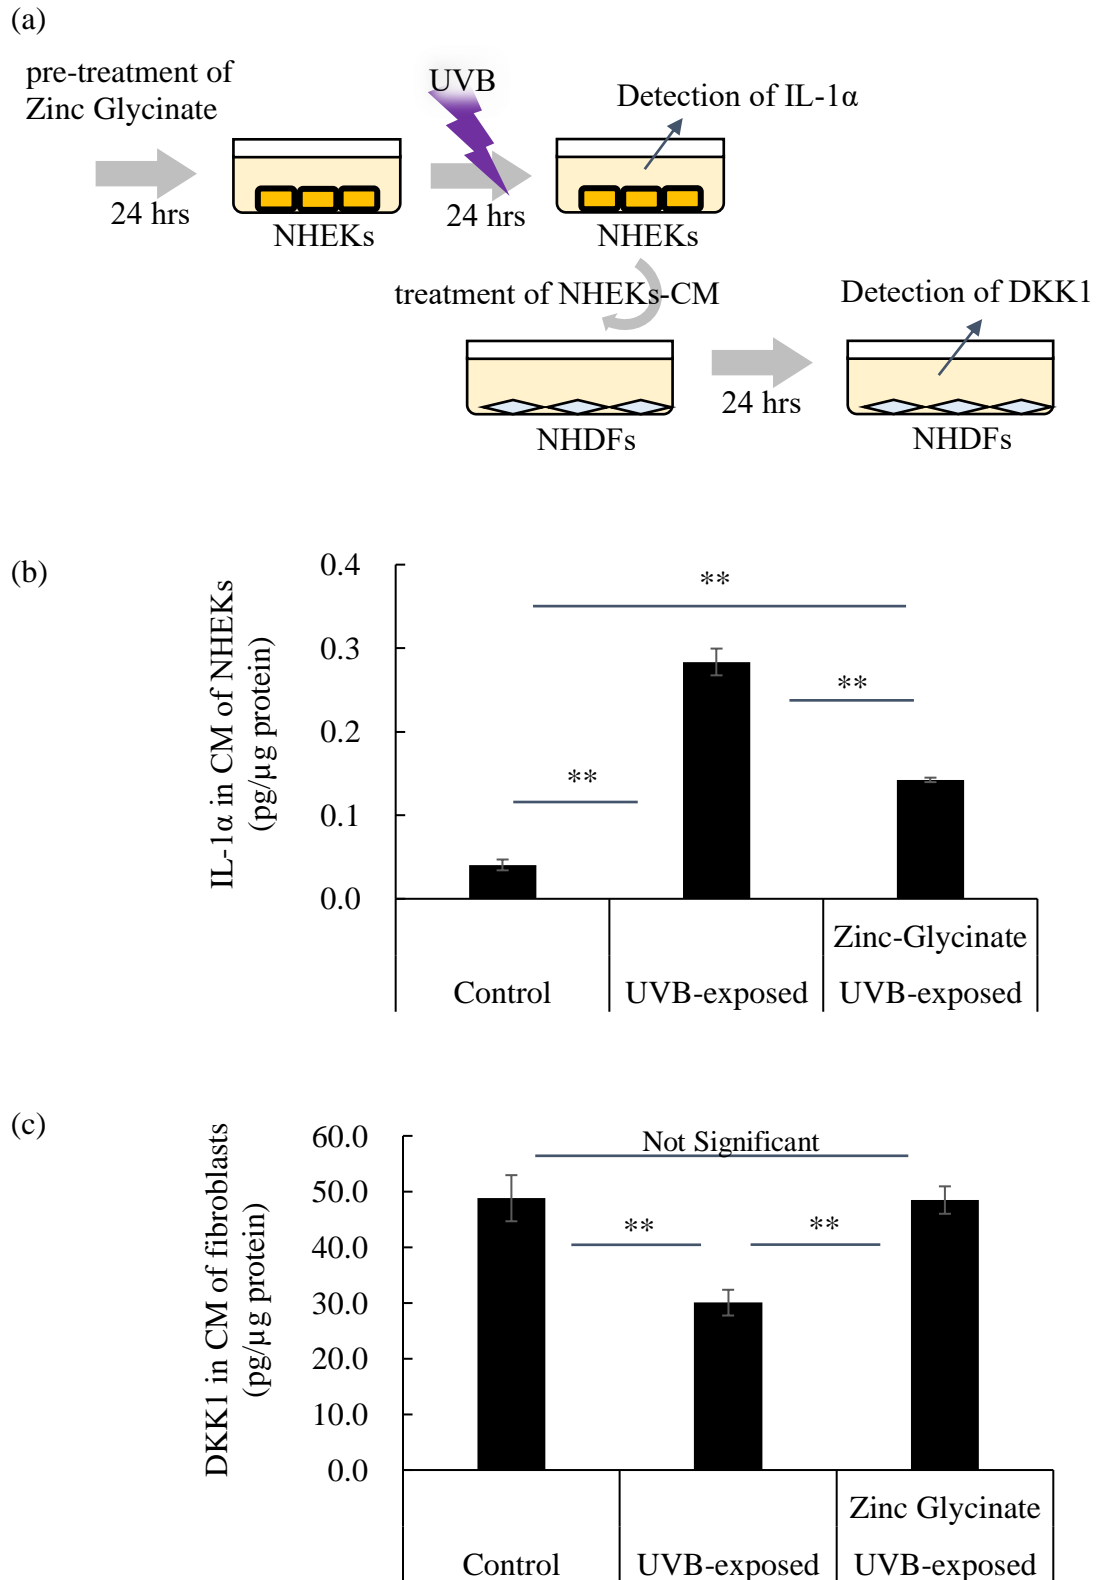 (a)
pre-treatment of
Zinc Glycinate
UVB
Detection of IL-1α
24 hrs
24 hrs
NHEKs
NHEKs
treatment of NHEKs-CM
Detection of DKK1
24 hrs
NHDFs
NHDFs
(b)
IL-1α in CM of NHEKs
(pg/μg protein)
0.4
0.3
0.2
0.1
0.0
**
**
**
Zinc-Glycinate
Control
UVB-exposed
UVB-exposed
(c)
DKK1 in CM of fibroblasts
(pg/μg protein)
60.0
50.0
40.0
30.0
20.0
10.0
0.0
Not Significant
**
**
Zinc Glycinate
Control
UVB-exposed
UVB-exposed